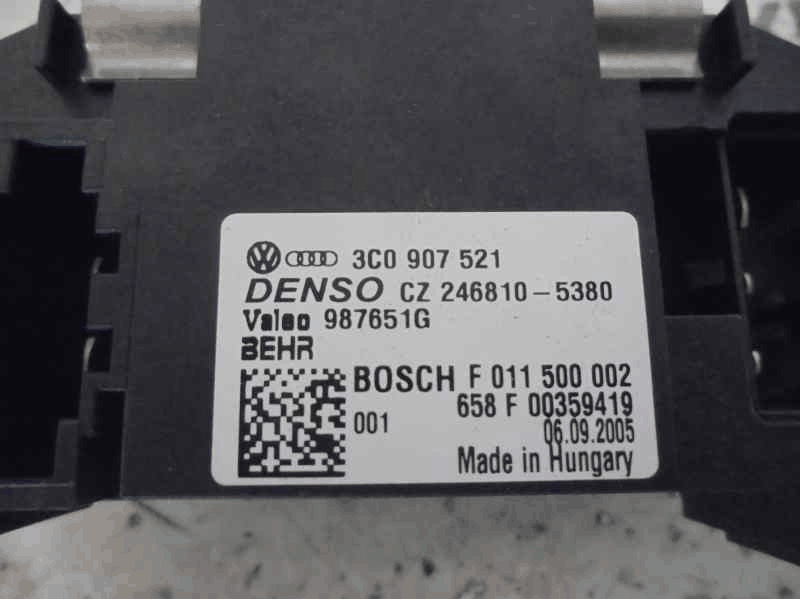 3C0 907 521
DENSO CZ 246810-5380
Valeo 987651G
BEHR
BOSCH F 011 500 002
001 658 F 00359419
06.09.2005
Made in Hungary